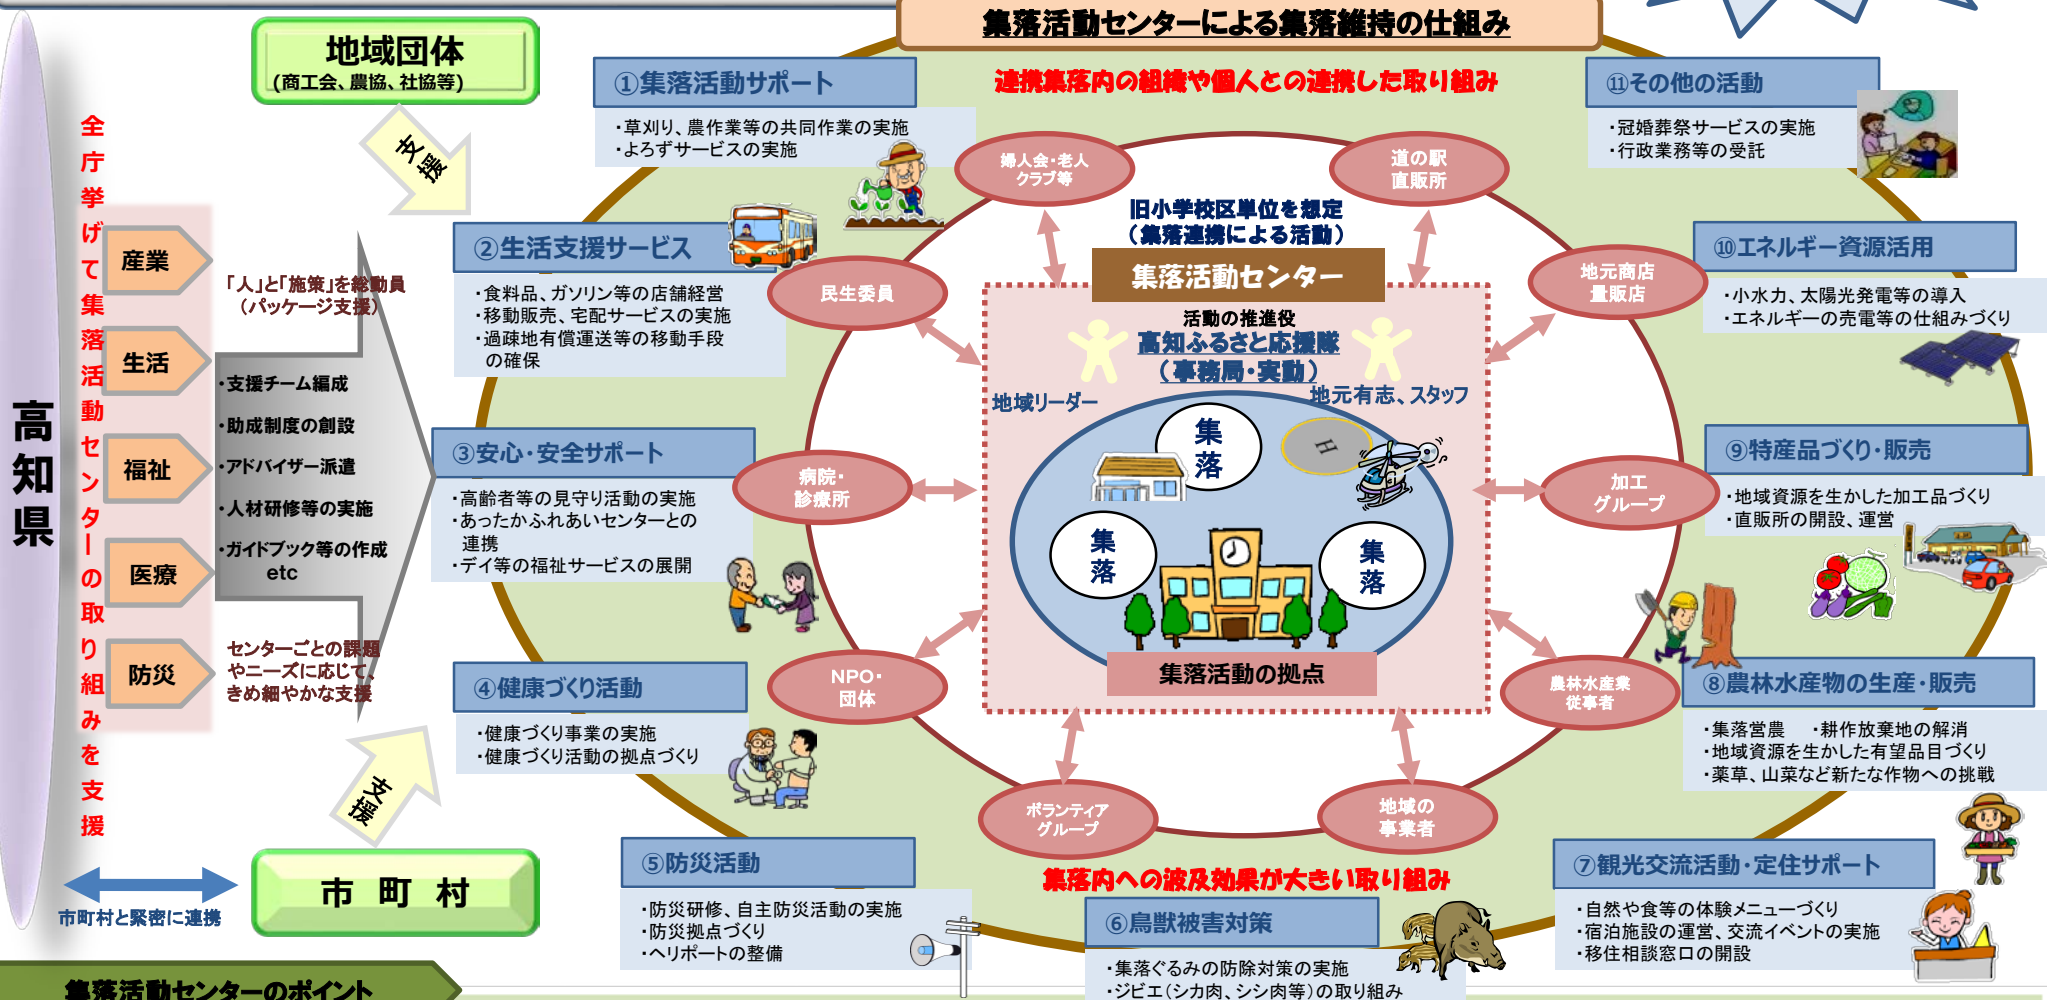 集落活動センターによる集落維持の仕組み
連携集落内の組織や個人との連携した取り組み
高知県
全庁挙げて集落活動センターの取り組みを支援
地域団体
(商工会、農協、社協等)
支援
産業
生活
福祉
医療
防災
「人」と「施策」を総動員
(パッケージ支援)
・支援チーム編成
・助成制度の創設
・アドバイザー派遣
・人材研修等の実施
・ガイドブック等の作成
etc
センターごとの課題
やニーズに応じて、
きめ細やかな支援
支援
市町村
市町村と緊密に連携
①集落活動サポート
・草刈り、農作業等の共同作業の実施
・よろずサービスの実施
②生活支援サービス
・食料品、ガソリン等の店舗経営
・移動販売、宅配サービスの実施
・過疎地有償運送等の移動手段
の確保
③安心・安全サポート
・高齢者等の見守り活動の実施
・あったかふれあいセンターとの
連携
・デイ等の福祉サービスの展開
④健康づくり活動
・健康づくり事業の実施
・健康づくり活動の拠点づくり
⑤防災活動
・防災研修、自主防災活動の実施
・防災拠点づくり
・ヘリポートの整備
⑥鳥獣被害対策
・集落ぐるみの防除対策の実施
・ジビエ(シカ肉、シシ肉等)の取り組み
⑦観光交流活動・定住サポート
・自然や食等の体験メニューづくり
・宿泊施設の運営、交流イベントの実施
・移住相談窓口の開設
⑧農林水産物の生産・販売
・集落営農 ・耕作放棄地の解消
・地域資源を生かした有望品目づくり
・薬草、山菜など新たな作物への挑戦
⑨特産品づくり・販売
・地域資源を生かした加工品づくり
・直販所の開設、運営
⑩エネルギー資源活用
・小水力、太陽光発電等の導入
・エネルギーの売電等の仕組みづくり
⑪その他の活動
・冠婚葬祭サービスの実施
・行政業務等の受託
婦人会・老人
クラブ等
道の駅
直販所
民生委員
地元商店
量販店
病院・
診療所
加工
グループ
NPO・
団体
農林水産業
従事者
ボランティア
グループ
地域の
事業者
旧小学校区単位を想定
(集落連携による活動)
集落活動センター
活動の推進役
高知ふるさと応援隊
(事務局・実動)
地域リーダー
地元有志、スタッフ
集落
H
集落
集落
集落活動の拠点
集落内への波及効果が大きい取り組み
集落活動センターのポイント